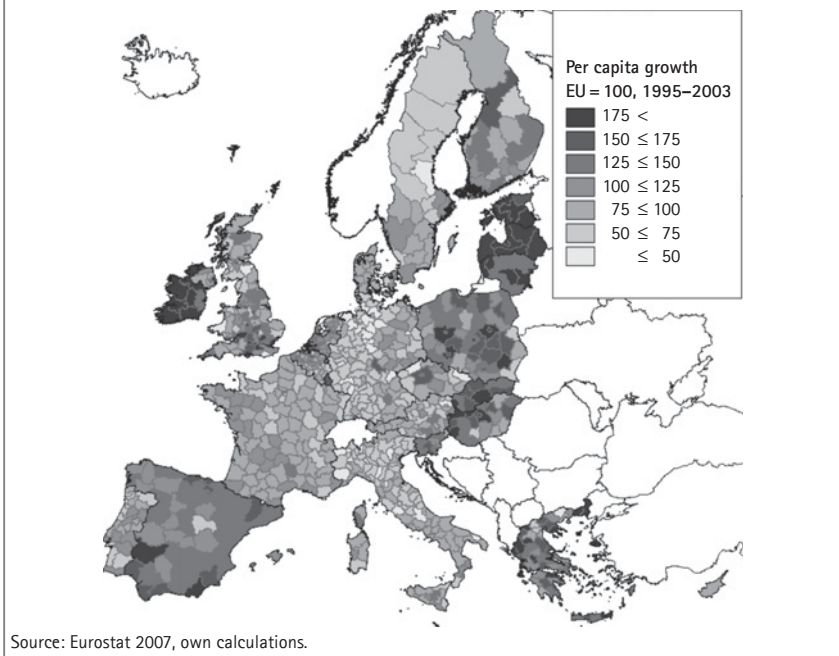 Per capita growth
EU = 100, 1995–2003
175 <
150 ≤ 175
125 ≤ 150
100 ≤ 125
75 ≤ 100
50 ≤ 75
≤ 50
Source: Eurostat 2007, own calculations.